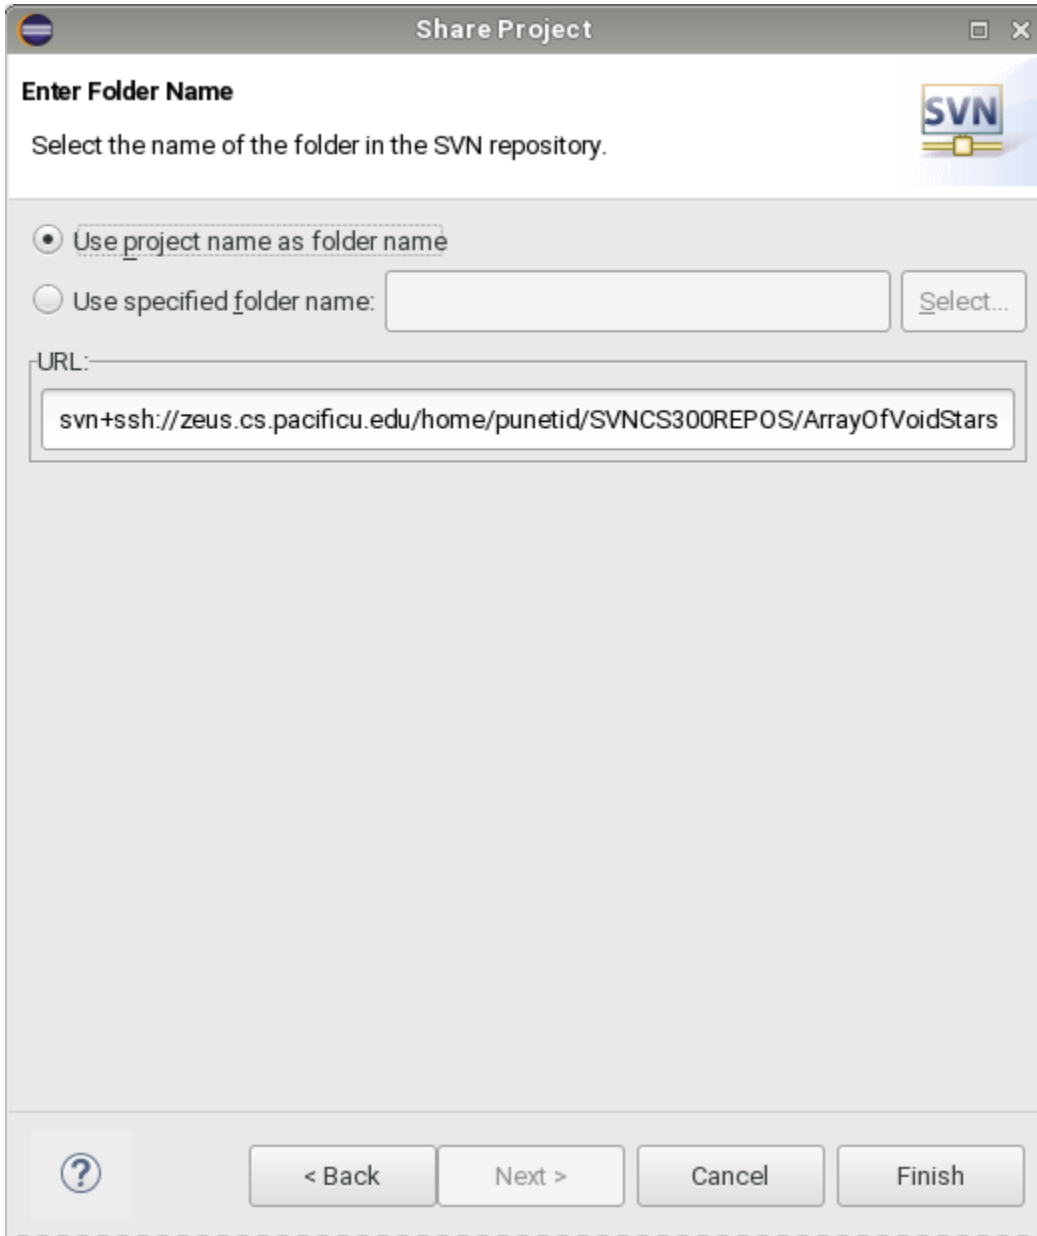 Share Project
Enter Folder Name
Select the name of the folder in the SVN repository.
SVN
Use project name as folder name
Use specified folder name:
Select...
URL:
svn+ssh://zeus.cs.pacificu.edu/home/punetid/SVNCS300REPOS/ArrayOfVoidStars
?
< Back
Next >
Cancel
Finish